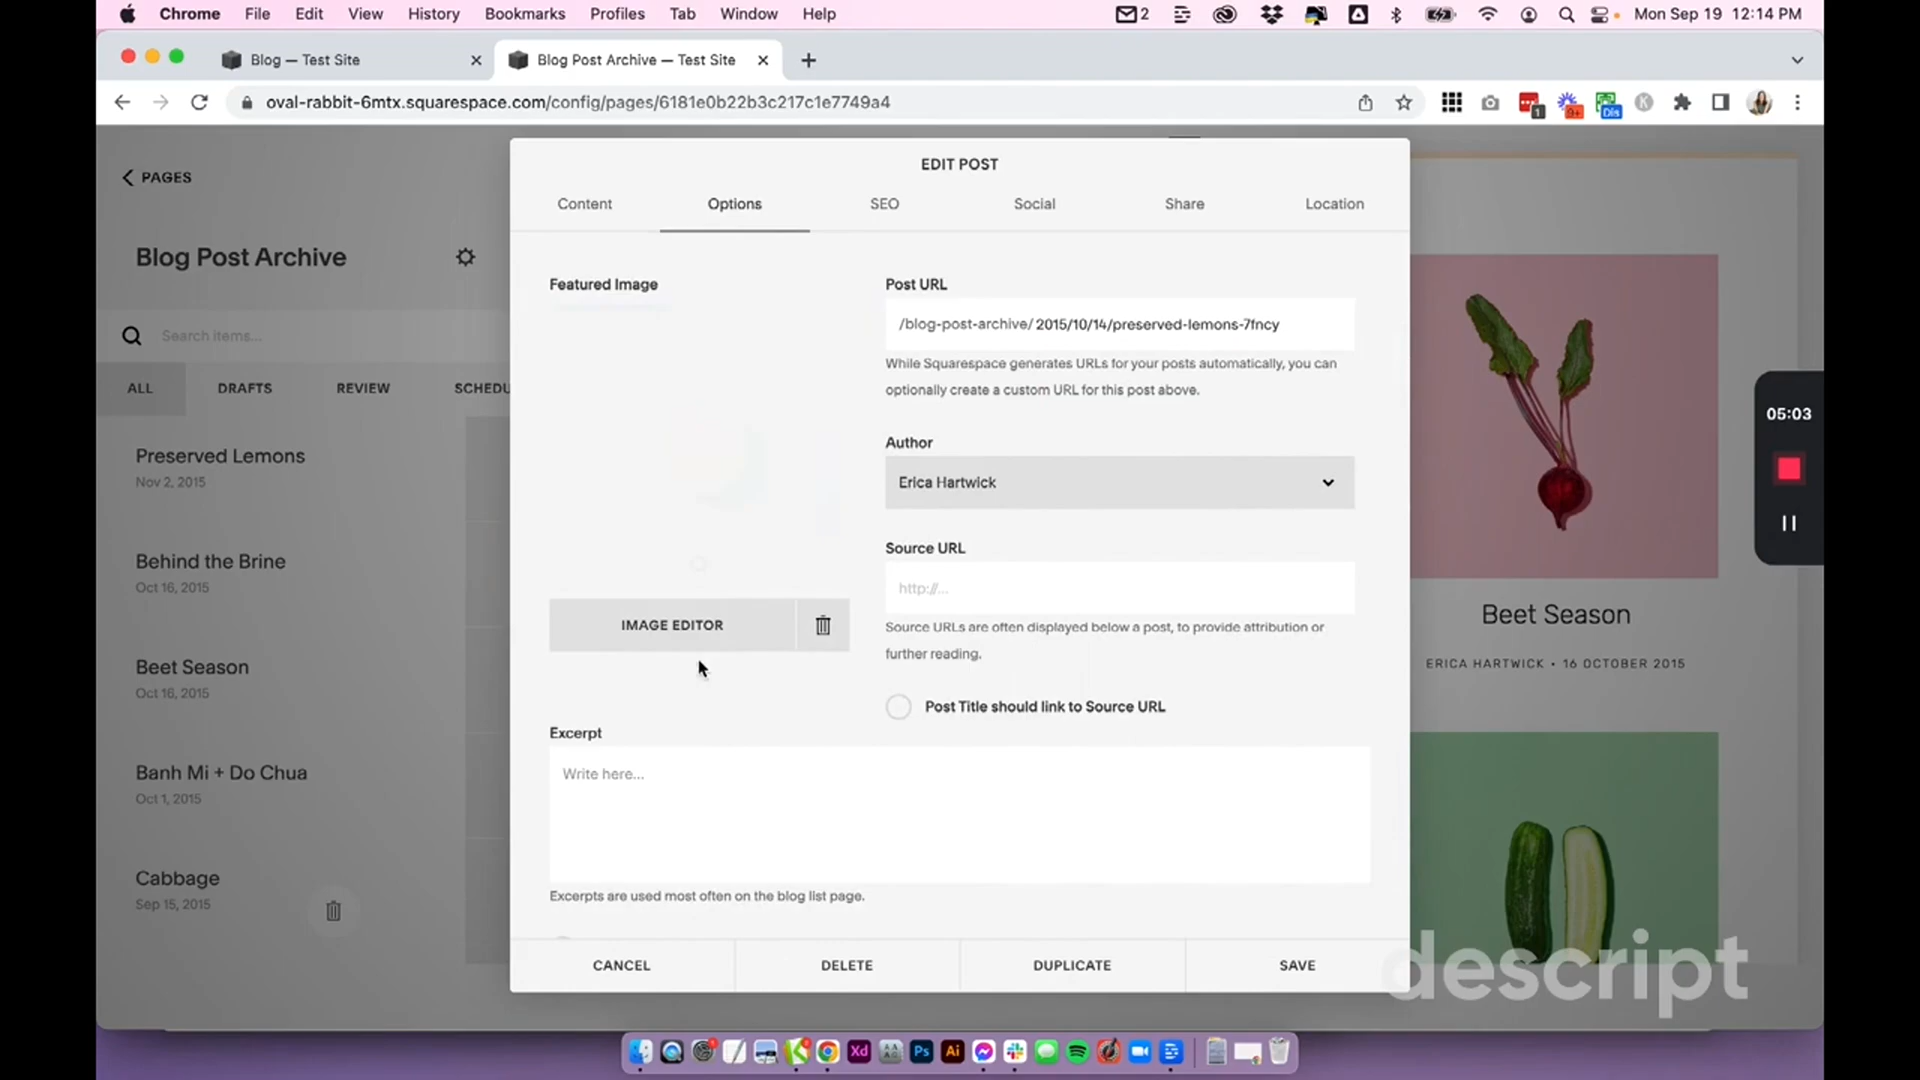 Chrome File Edit View History Bookmarks Profiles Tab Window Help 2 Mon Sep 19 12:14 PM
Blog — Test Site
Blog Post Archive — Test Site
oval-rabbit-6mtx.squarespace.com/config/pages/6181e0b22b3c217c1e7749a4
1
9+
Dis
K
PAGES
Blog Post Archive
Search items...
ALL DRAFTS REVIEW SCHEDU
Preserved Lemons
Nov 2, 2015
Behind the Brine
Oct 16, 2015
Beet Season
Oct 16, 2015
Banh Mi + Do Chua
Oct 1, 2015
Cabbage
Sep 15, 2015
EDIT POST
Content Options SEO Social Share Location
Featured Image
IMAGE EDITOR
Post URL
/blog-post-archive/ 2015/10/14/preserved-lemons-7fncy
While Squarespace generates URLs for your posts automatically, you can
optionally create a custom URL for this post above.
Author
Erica Hartwick
Source URL
http://...
Source URLs are often displayed below a post, to provide attribution or
further reading.
Post Title should link to Source URL
Excerpt
Write here...
Excerpts are used most often on the blog list page.
CANCEL DELETE DUPLICATE SAVE
Beet Season
ERICA HARTWICK • 16 OCTOBER 2015
05:03
descript
Xd
Ps
Ai